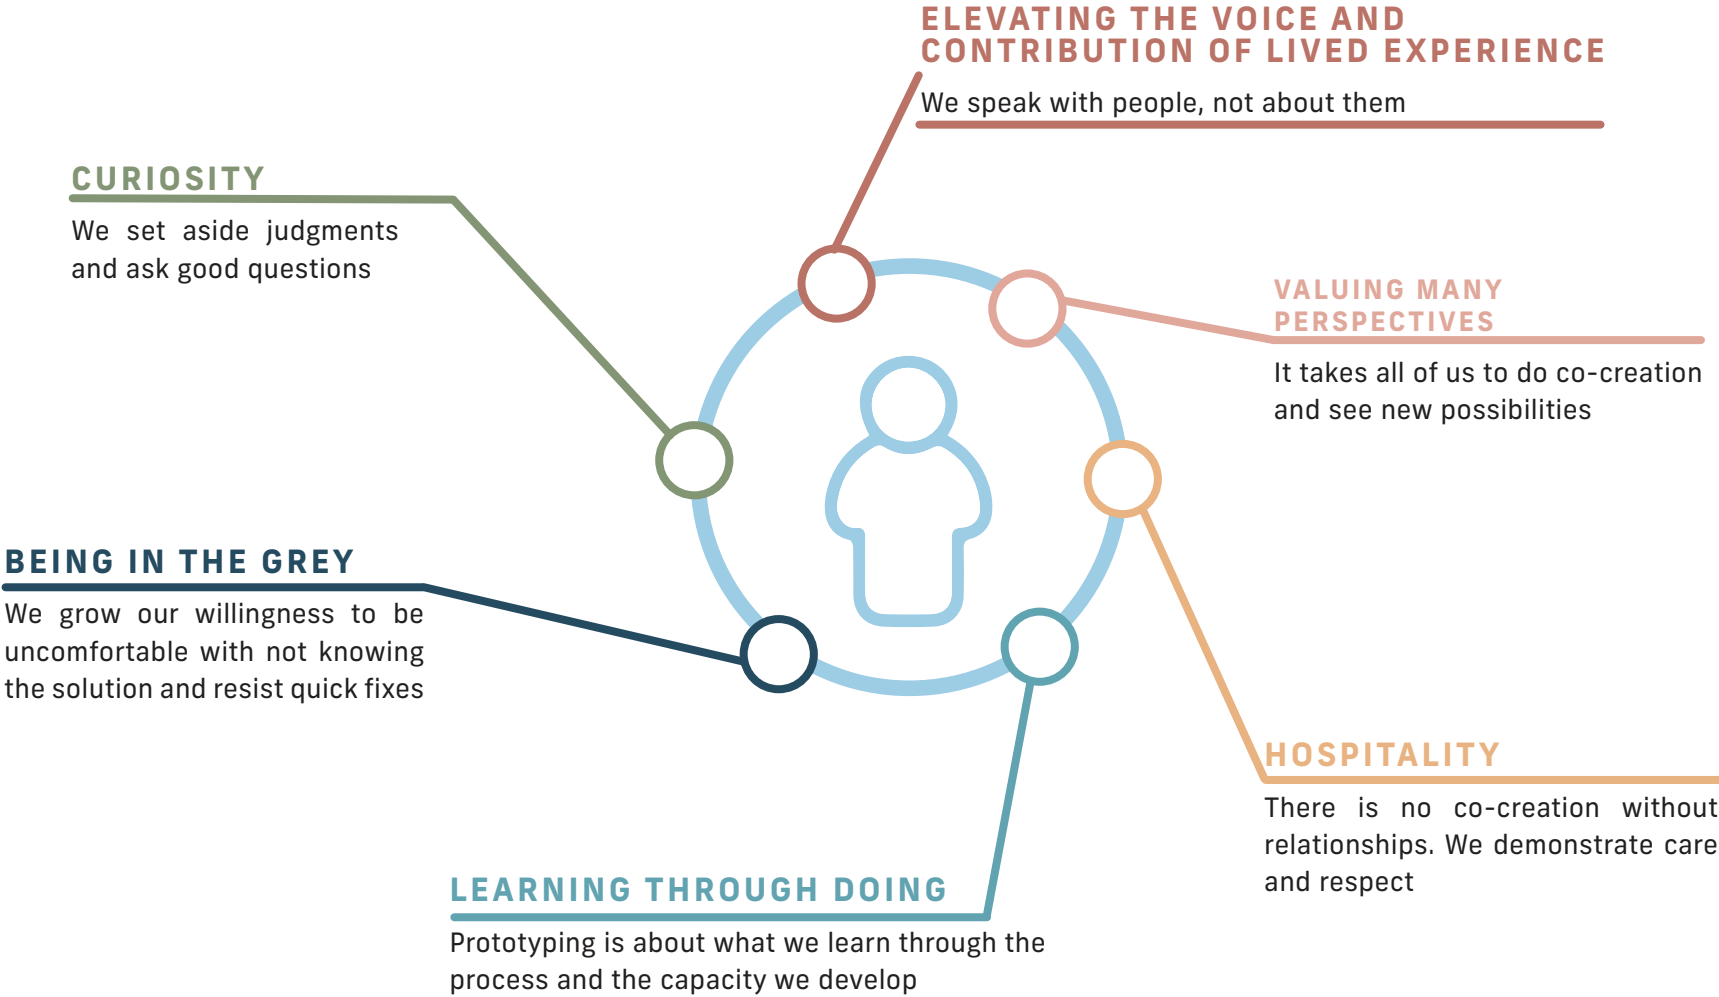 ELEVATING THE VOICE AND
CONTRIBUTION OF LIVED EXPERIENCE
We speak with people, not about them
CURIOSITY
We set aside judgments
and ask good questions
VALUING MANY
PERSPECTIVES
It takes all of us to do co-creation
and see new possibilities
BEING IN THE GREY
We grow our willingness to be
uncomfortable with not knowing
the solution and resist quick fixes
HOSPITALITY
There is no co-creation without
relationships. We demonstrate care
and respect
LEARNING THROUGH DOING
Prototyping is about what we learn through the
process and the capacity we develop